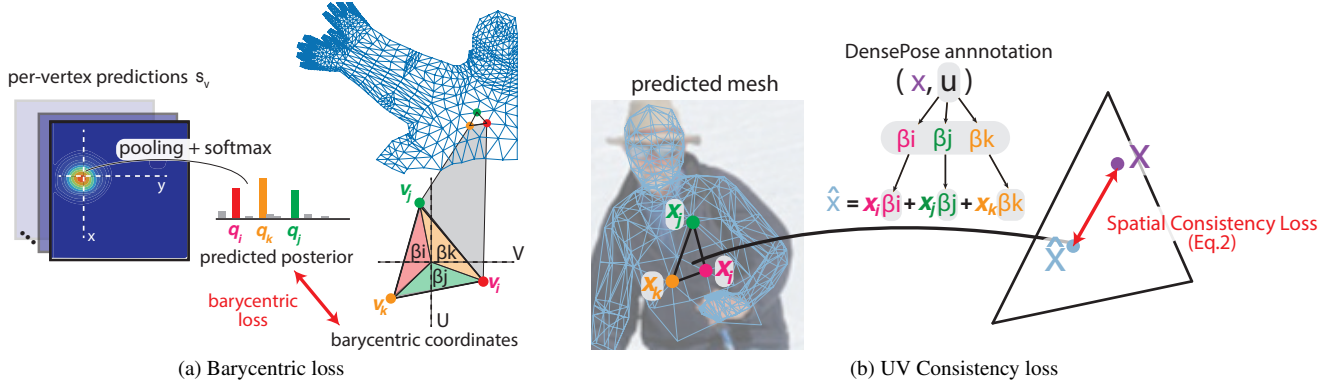 per-vertex predictions s_v
pooling + softmax
y
x
q_i q_k q_j
predicted posterior
barycentric
loss
v_j
βi βk
βj
v_i
v_k
V
U
barycentric coordinates
(a) Barycentric loss
predicted mesh
x_j
x_i
x_k
DensePose annnotation
( x, u )
βi βj βk
x̂ = x_iβi + x_jβj + x_kβk
x
x̂
Spatial Consistency Loss
(Eq.2)
(b) UV Consistency loss